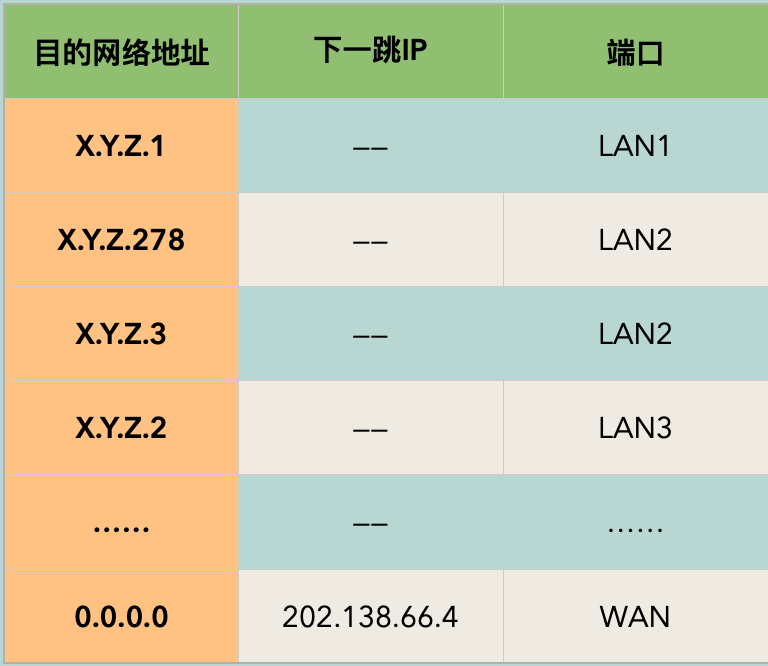 目的网络地址 下一跳IP 端口
X.Y.Z.1 —— LAN1
X.Y.Z.278 —— LAN2
X.Y.Z.3 —— LAN2
X.Y.Z.2 —— LAN3
…… —— ……
0.0.0.0 202.138.66.4 WAN